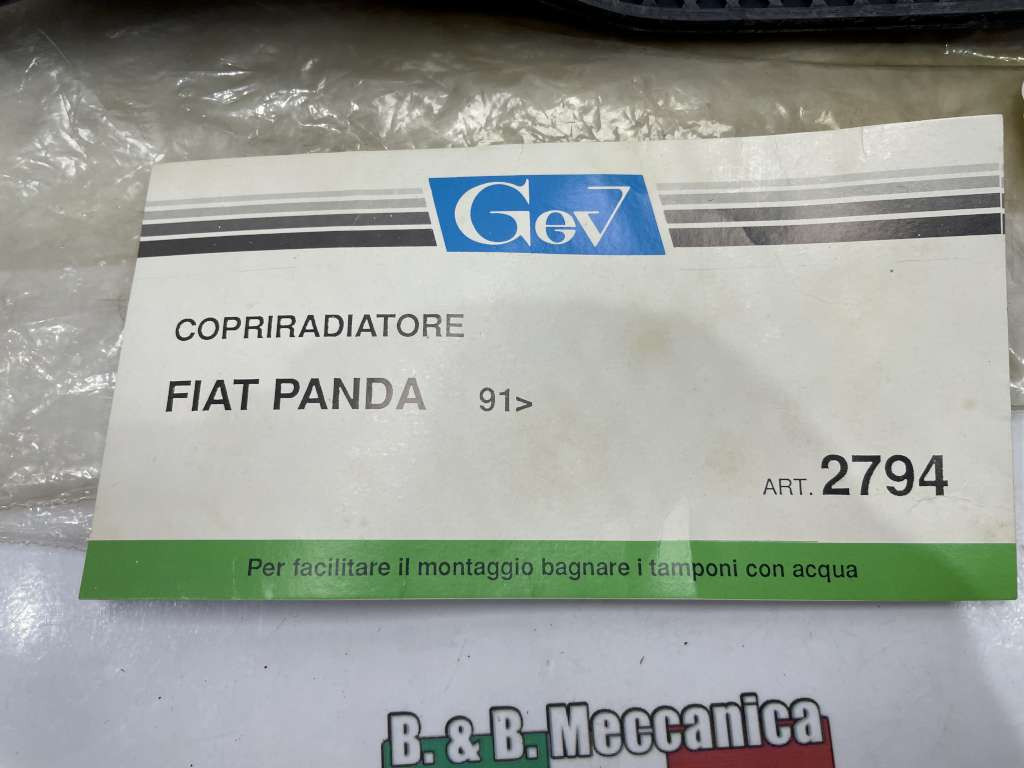 Gev
COPRIRADIATORE
FIAT PANDA 91>
ART. 2794
Per facilitare il montaggio bagnare i tamponi con acqua
B. & B. Meccanica